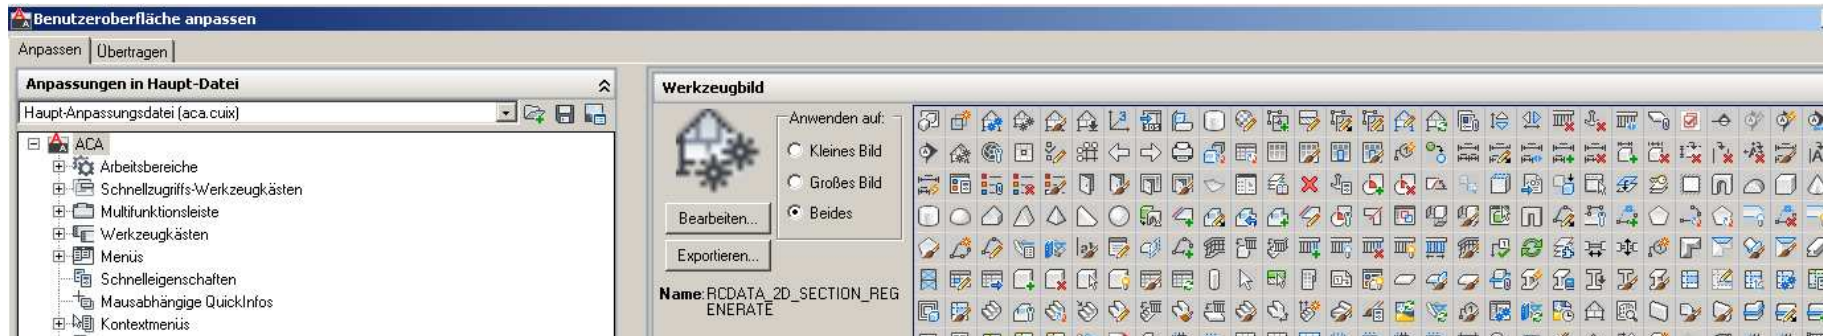 Benutzeroberfläche anpassen
Anpassen
Übertragen
Anpassungen in Haupt-Datei
Haupt-Anpassungsdatei (aca.cuix)
ACA
Arbeitsbereiche
Schnellzugriffs-Werkzeugkästen
Multifunktionsleiste
Werkzeugkästen
Menüs
Schnelleigenschaften
Mausabhängige QuickInfos
Kontextmenüs
Werkzeugbild
Anwenden auf:
Kleines Bild
Großes Bild
Beides
Bearbeiten...
Exportieren...
Name: RCDATA_2D_SECTION_REG
ENERATE